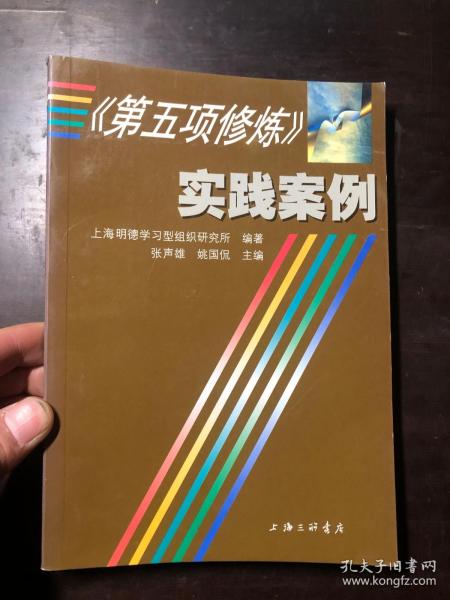 《第五项修炼》
实践案例
上海明德学习型组织研究所 编著
张声雄 姚国侃 主编
上海三联书店
孔夫子旧书网
www.kongfz.com